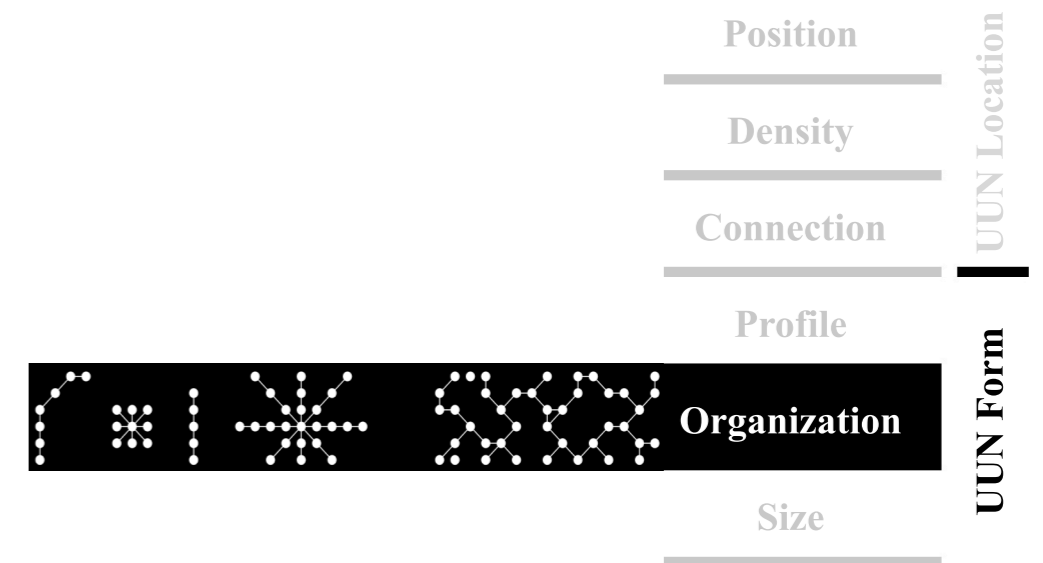 Position
Density
Connection
Profile
Organization
Size
UUN Location
UUN Form